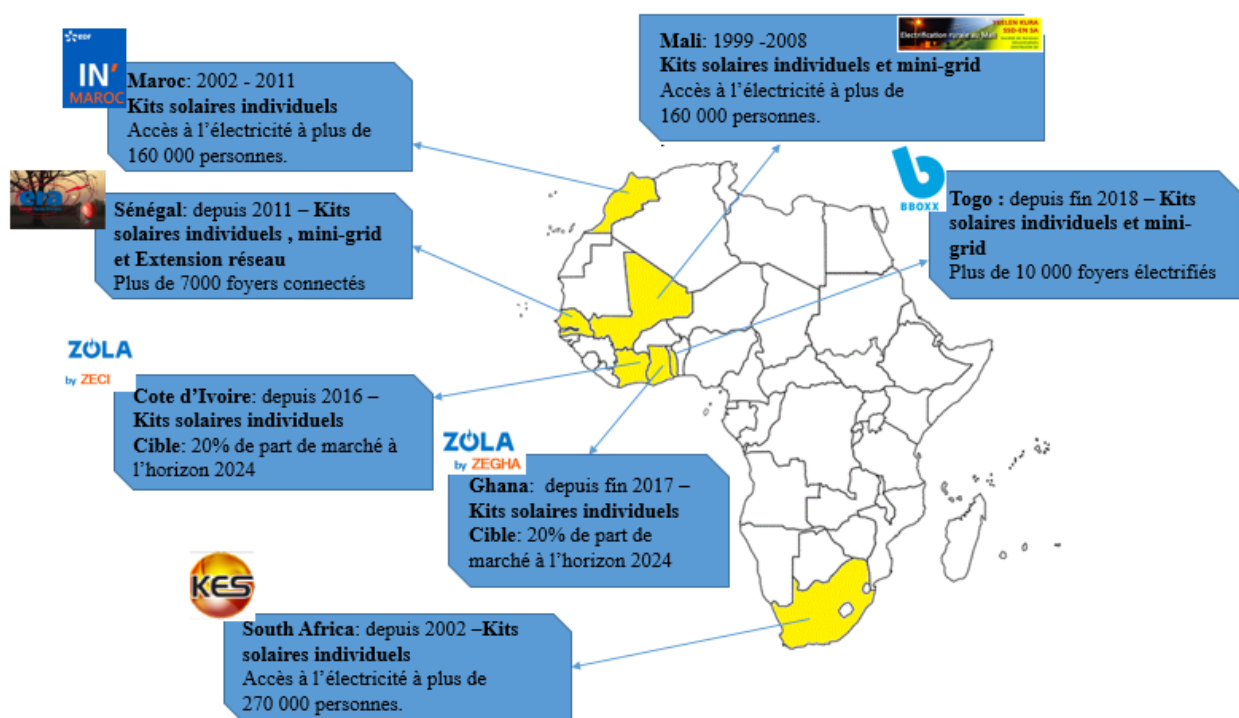 EDF
IN'
MAROC
Maroc: 2002 - 2011
Kits solaires individuels
Accès à l'électricité à plus de
160 000 personnes.
Electrification rurale au Mali
YEELEN KURA
SSD-EN SA
Mali: 1999 -2008
Kits solaires individuels et mini-grid
Accès à l'électricité à plus de
160 000 personnes.
era
Sénégal: depuis 2011 – Kits
solaires individuels , mini-grid
et Extension réseau
Plus de 7000 foyers connectés
BBOXX
Togo : depuis fin 2018 – Kits
solaires individuels et mini-
grid
Plus de 10 000 foyers électrifiés
ZOLA
by ZECI
Cote d'Ivoire: depuis 2016 –
Kits solaires individuels
Cible: 20% de part de marché à
l'horizon 2024
ZOLA
by ZEGHA
Ghana:  depuis fin 2017 –
Kits solaires individuels
Cible: 20% de part de
marché à l'horizon 2024
KES
South Africa: depuis 2002 –Kits
solaires individuels
Accès à l'électricité à plus de
270 000 personnes.